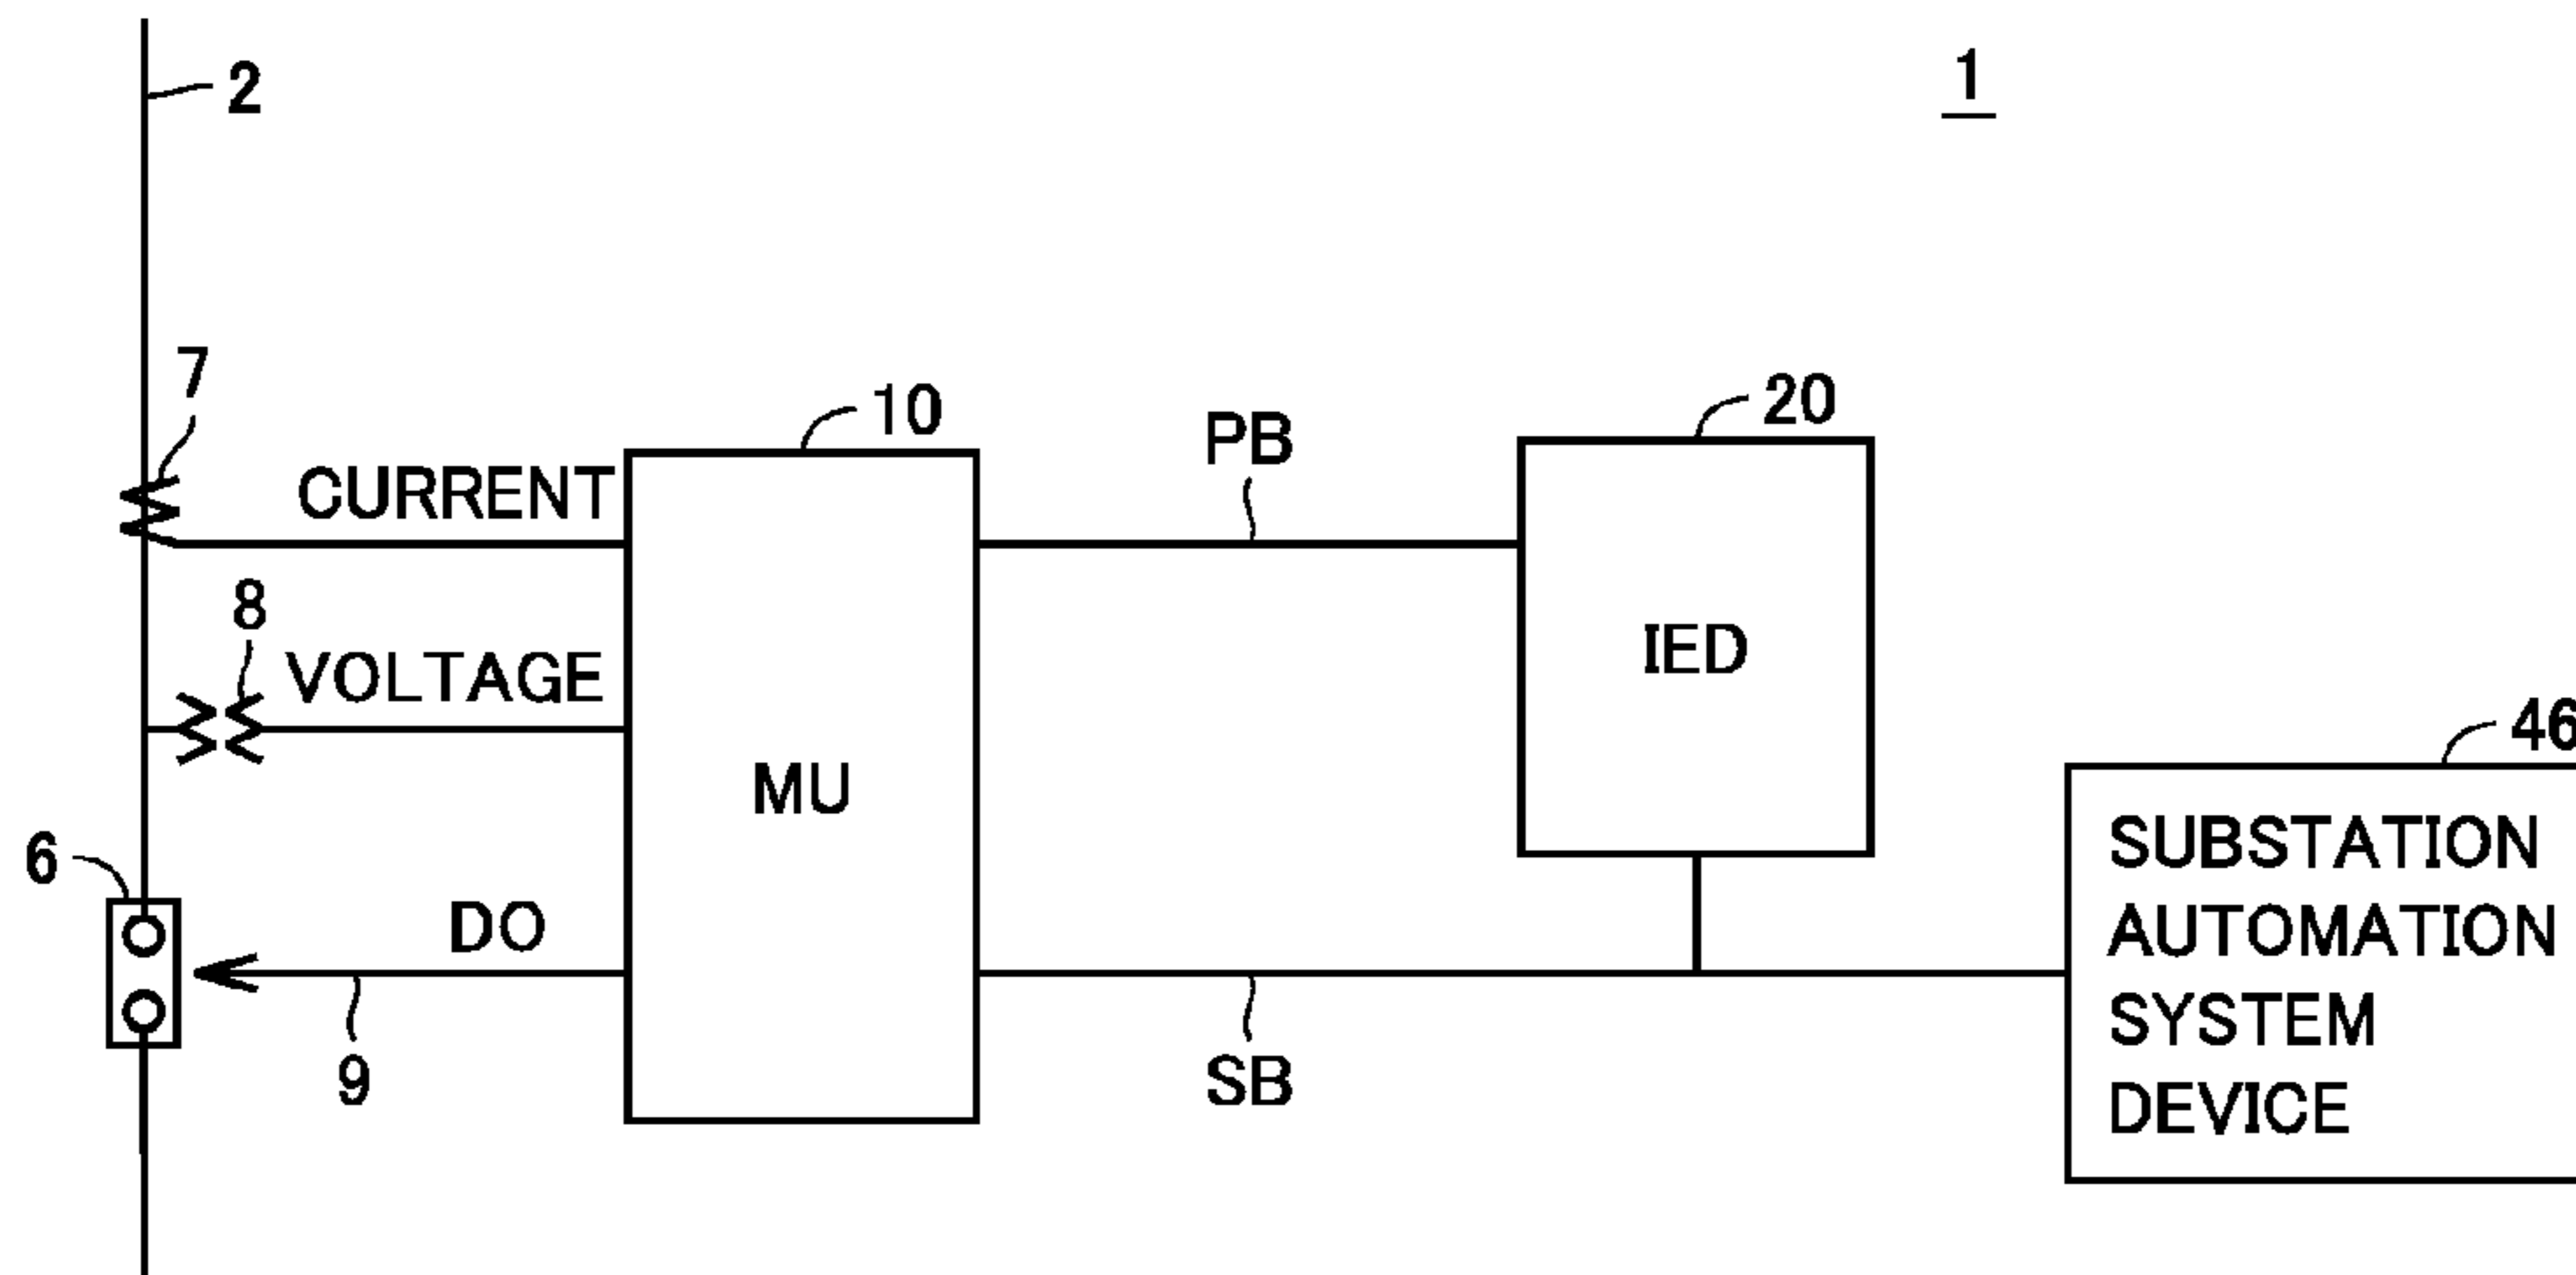 2
1
7
10
20
CURRENT
PB
8
VOLTAGE
IED
MU
46
6
DO
SUBSTATION
AUTOMATION
SYSTEM
DEVICE
9
SB